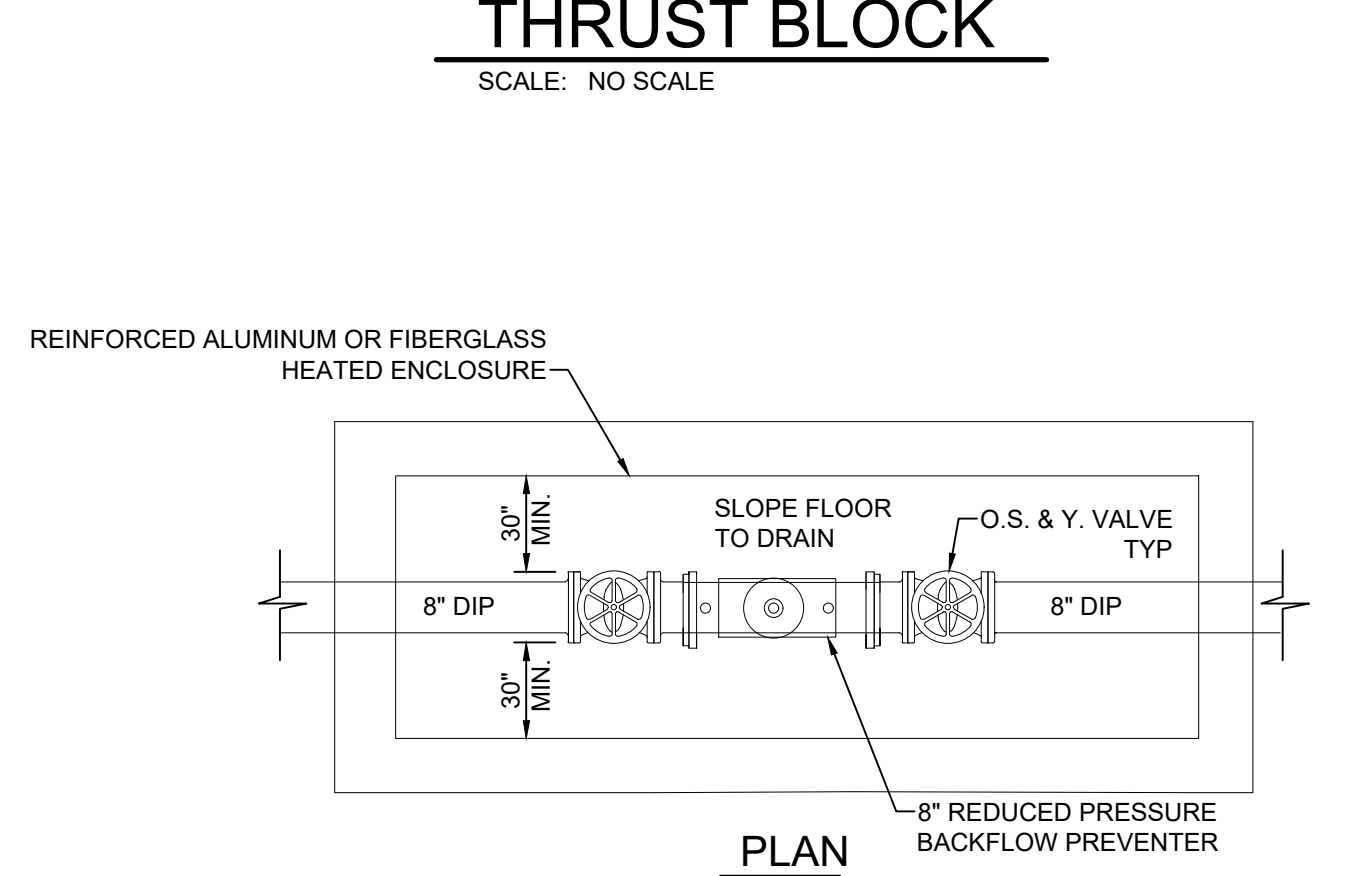 THRUST BLOCK
SCALE: NO SCALE
REINFORCED ALUMINUM OR FIBERGLASS
HEATED ENCLOSURE
30"
MIN.
SLOPE FLOOR
TO DRAIN
O.S. & Y. VALVE
TYP
8" DIP
8" DIP
30"
MIN.
8" REDUCED PRESSURE
BACKFLOW PREVENTER
PLAN